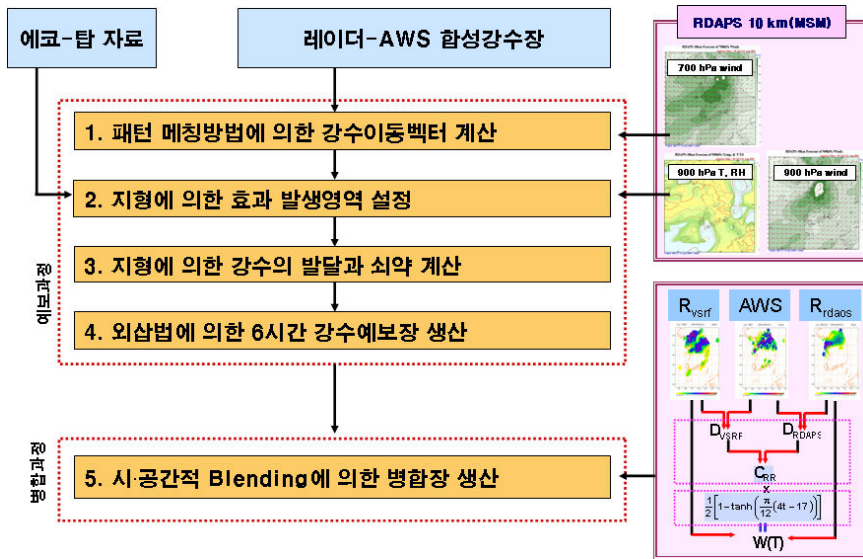 에코-탑 자료
레이더-AWS 합성강수장
RDAPS 10 km(MSM)
700 hPa wind
900 hPa T, RH
900 hPa wind
예보과정
1. 패턴 메칭방법에 의한 강수이동벡터 계산
2. 지형에 의한 효과 발생영역 설정
3. 지형에 의한 강수의 발달과 쇠약 계산
4. 외삽법에 의한 6시간 강수예보장 생산
병합과정
5. 시·공간적 Blending에 의한 병합장 생산
R_vsrf AWS R_rdaos
D_VSRF D_RDAPS
C_RR
x
1/2[1-tanh(π/12(4t-17))]
=
W(T)